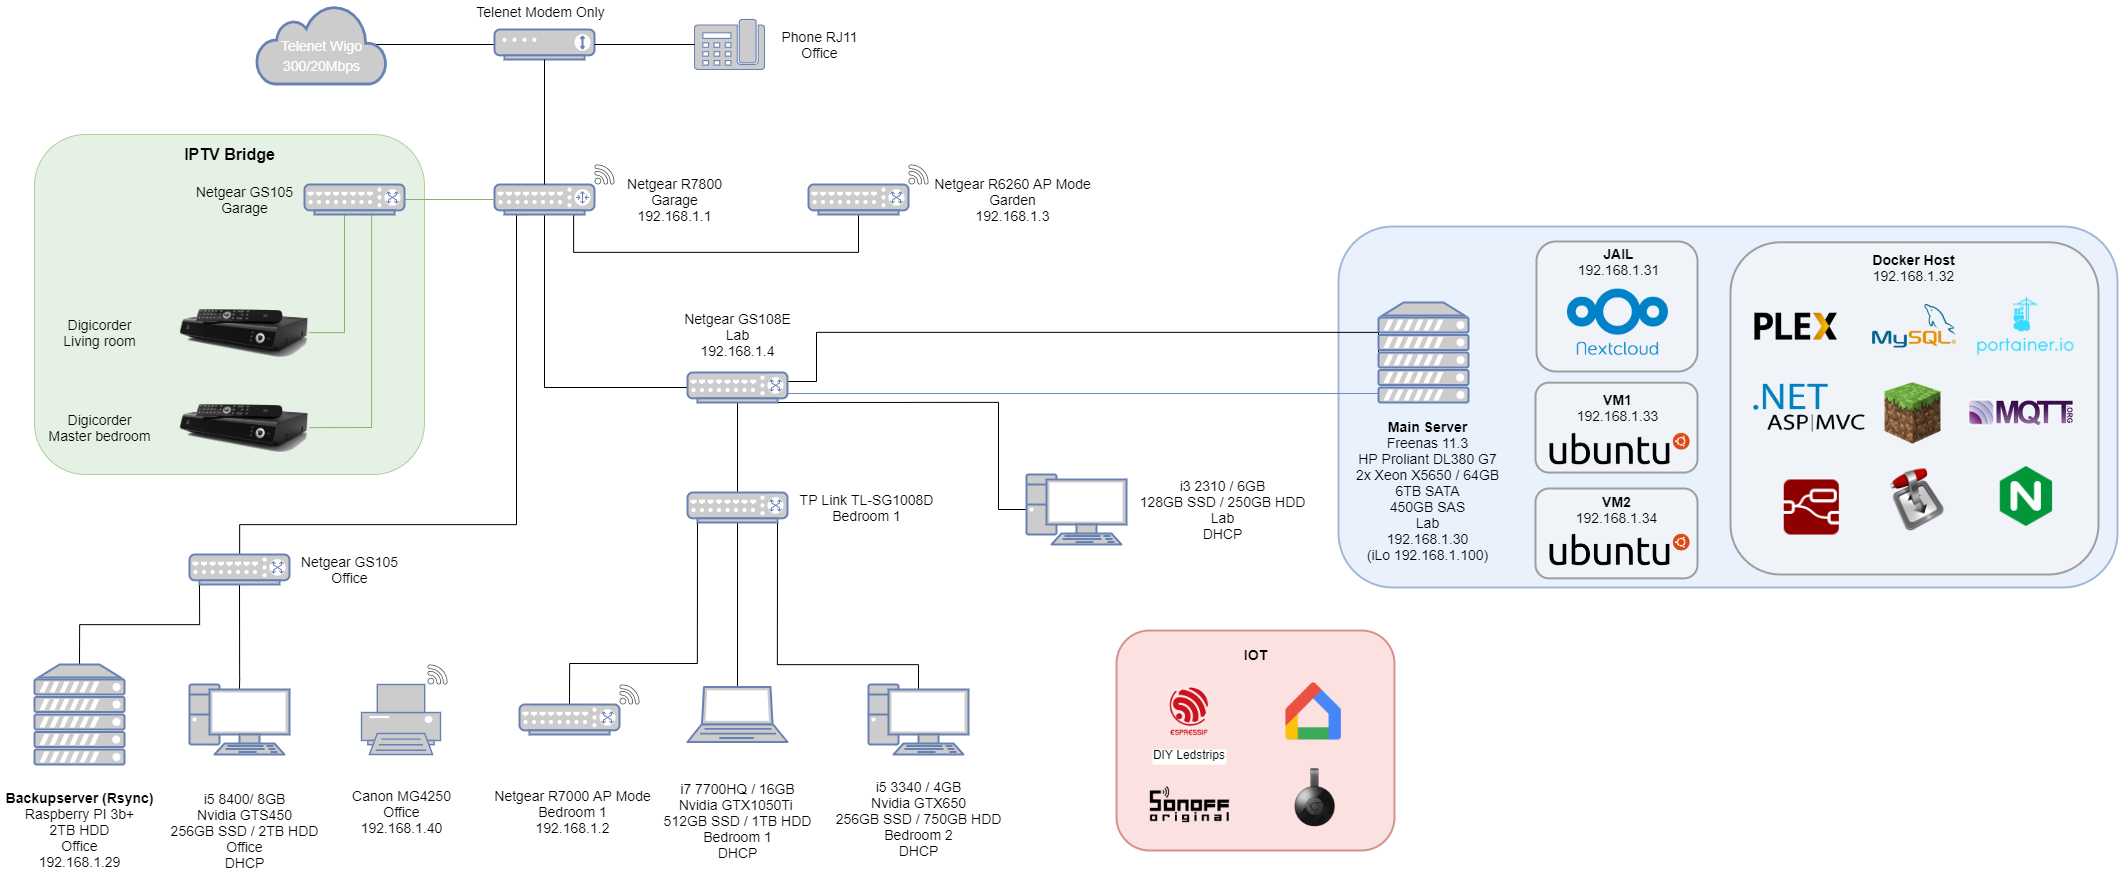 Telenet Modem Only
Telenet Wigo
300/20Mbps
Phone RJ11
Office
IPTV Bridge
Netgear GS105
Garage
Netgear R7800
Garage
192.168.1.1
Netgear R6260 AP Mode
Garden
192.168.1.3
Digicorder
Living room
Digicorder
Master bedroom
Netgear GS108E
Lab
192.168.1.4
Main Server
Freenas 11.3
HP Proliant DL380 G7
2x Xeon X5650 / 64GB
6TB SATA
450GB SAS
Lab
192.168.1.30
(iLo 192.168.1.100)
JAIL
192.168.1.31
Nextcloud
VM1
192.168.1.33
ubuntu
VM2
192.168.1.34
ubuntu
Docker Host
192.168.1.32
PLEX
MySQL
portainer.io
.NET
ASP|MVC
MQTT.ORG
N
TP Link TL-SG1008D
Bedroom 1
i3 2310 / 6GB
128GB SSD / 250GB HDD
Lab
DHCP
Netgear GS105
Office
Backupserver (Rsync)
Raspberry PI 3b+
2TB HDD
Office
192.168.1.29
i5 8400/ 8GB
Nvidia GTS450
256GB SSD / 2TB HDD
Office
DHCP
Canon MG4250
Office
192.168.1.40
Netgear R7000 AP Mode
Bedroom 1
192.168.1.2
i7 7700HQ / 16GB
Nvidia GTX1050Ti
512GB SSD / 1TB HDD
Bedroom 1
DHCP
i5 3340 / 4GB
Nvidia GTX650
256GB SSD / 750GB HDD
Bedroom 2
DHCP
IOT
ESPRESSIF
DIY Ledstrips
SONOFF
original